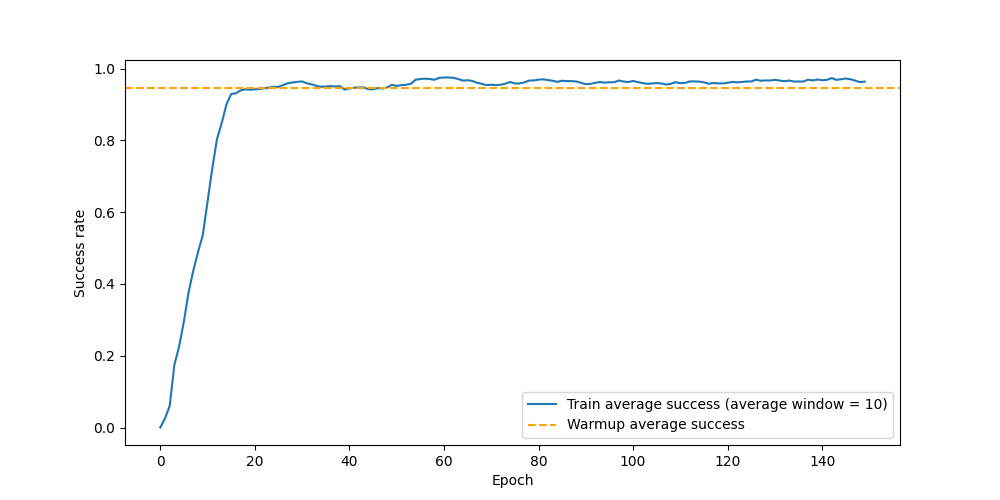 1.0
0.8
0.6
0.4
0.2
0.0
Success rate
Train average success (average window = 10)
Warmup average success
0 20 40 60 80 100 120 140
Epoch